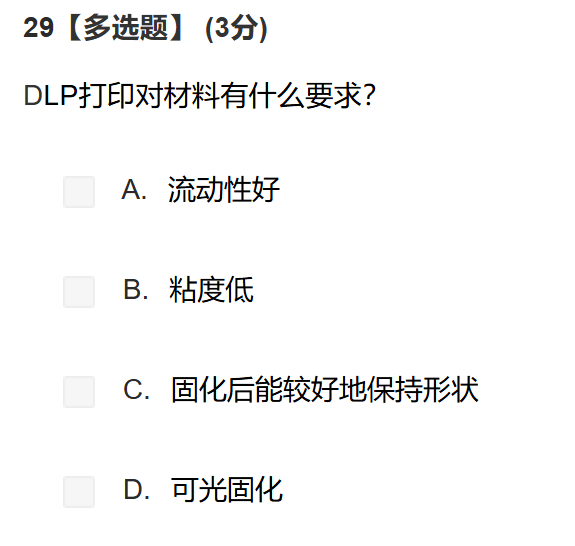 29【多选题】 (3分)
DLP打印对材料有什么要求？
A. 流动性好
B. 粘度低
C. 固化后能较好地保持形状
D. 可光固化